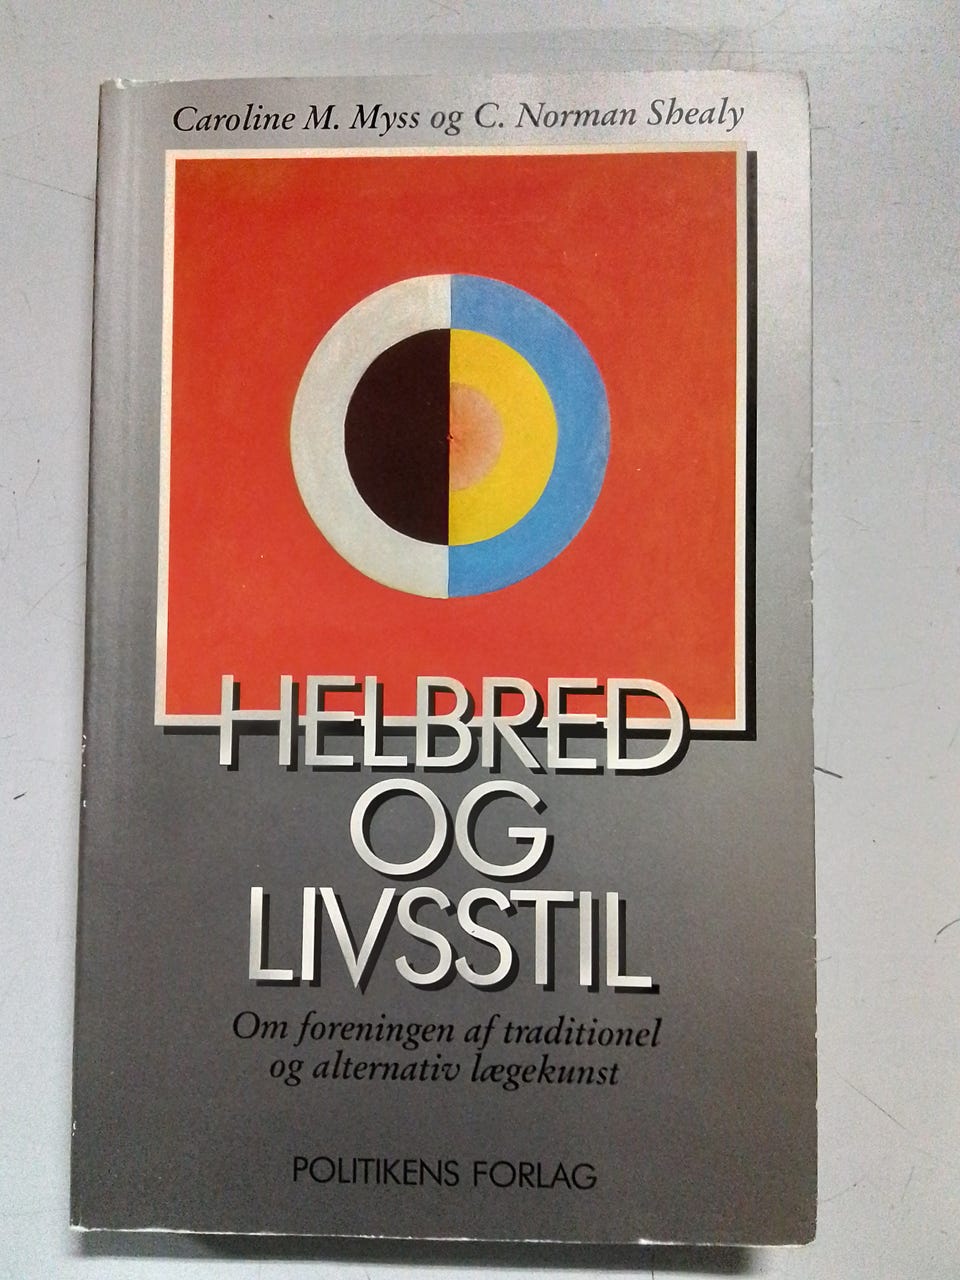 Caroline M. Myss og C. Norman Shealy
HELBRED
OG
LIVSSTIL
Om foreningen af traditionel
og alternativ lægekunst
POLITIKENS FORLAG